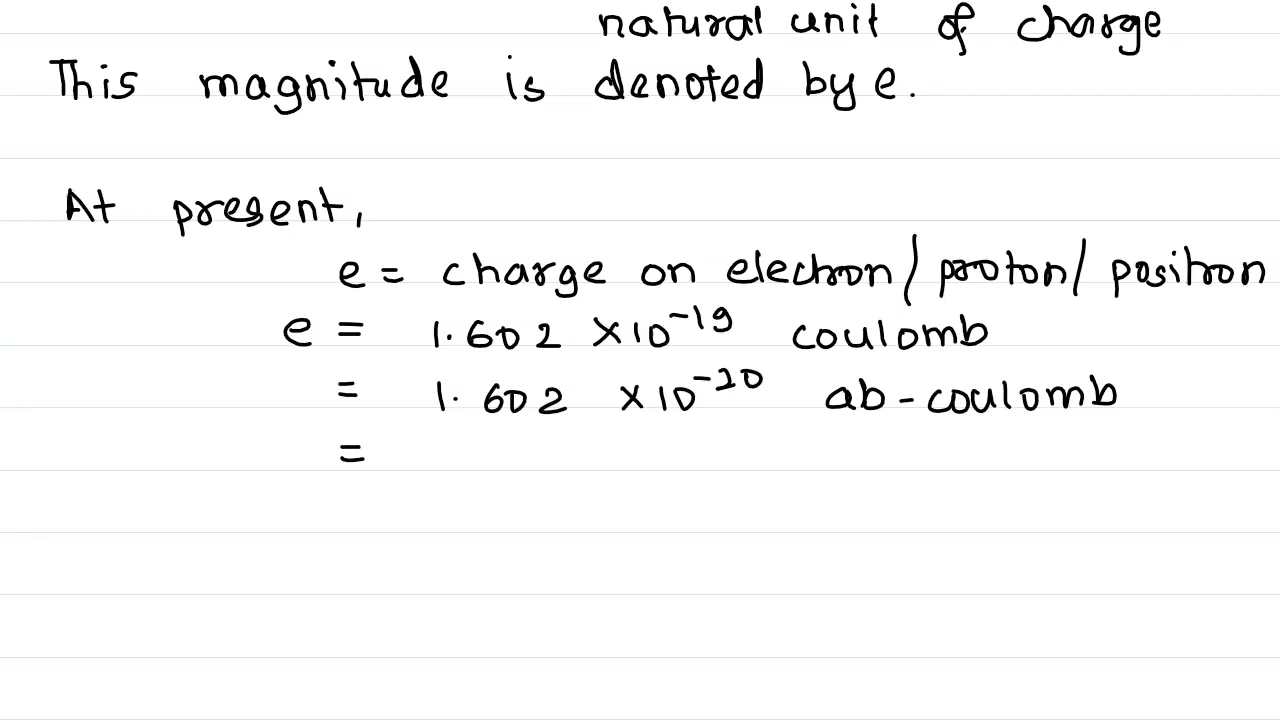 natural unit of charge
This magnitude is denoted by e.
At present,
e = charge on electron/proton/positron
e = 1.602 ×10⁻¹⁹ coulomb
= 1.602 ×10⁻²⁰ ab-coulomb
=